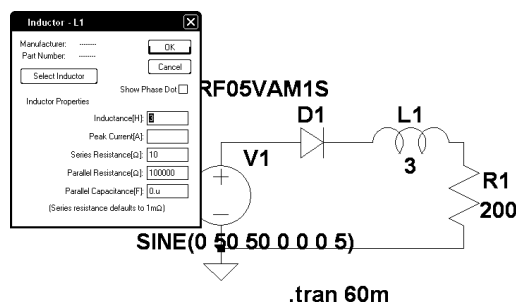 Inductor - L1
Manufacturer: --------
Part Number: --------
OK
Cancel
Select Inductor
Show Phase Dot
Inductor Properties
Inductance[H]: 3
Peak Current[A]:
Series Resistance[Ω]: 10
Parallel Resistance[Ω]: 100000
Parallel Capacitance[F]: 0.u
(Series resistance defaults to 1mΩ)
RF05VAM1S
D1
L1
3
V1
R1
200
SINE(0 50 50 0 0 0 5)
.tran 60m